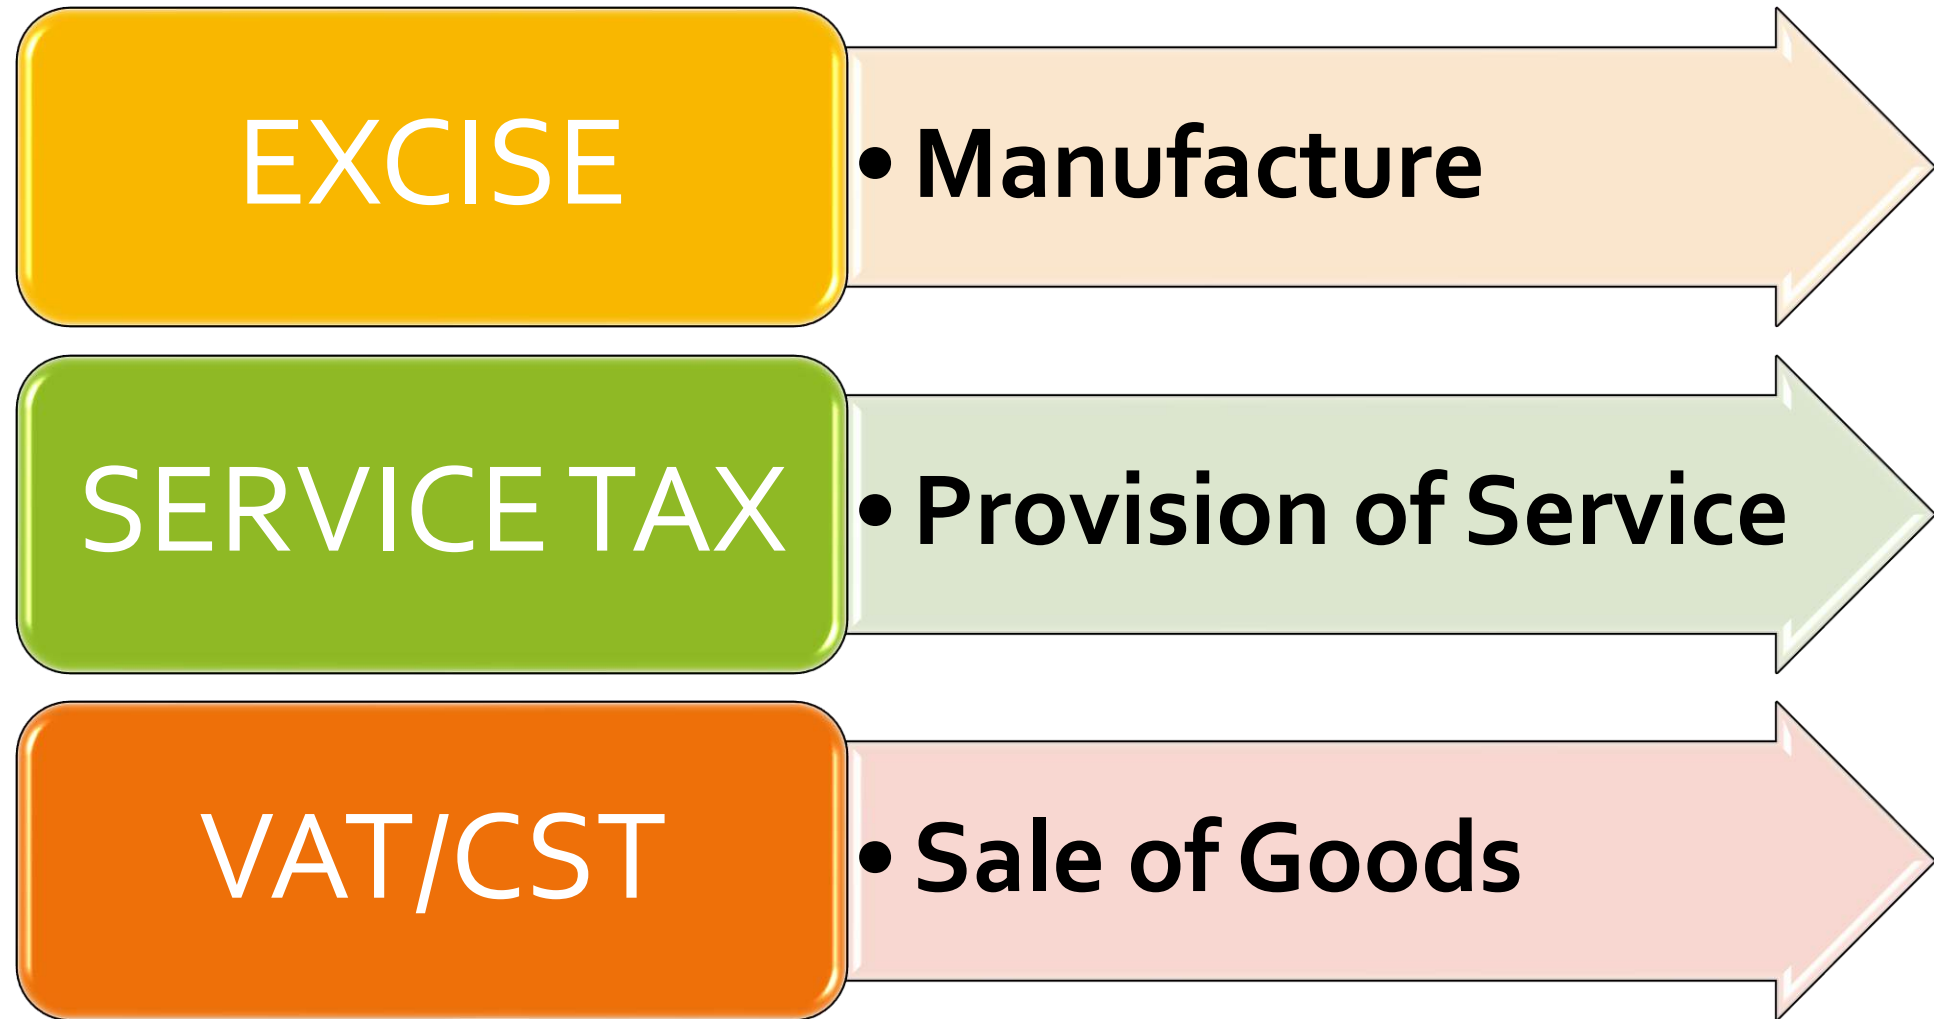 EXCISE
• Manufacture
SERVICE TAX
• Provision of Service
VAT/CST
• Sale of Goods